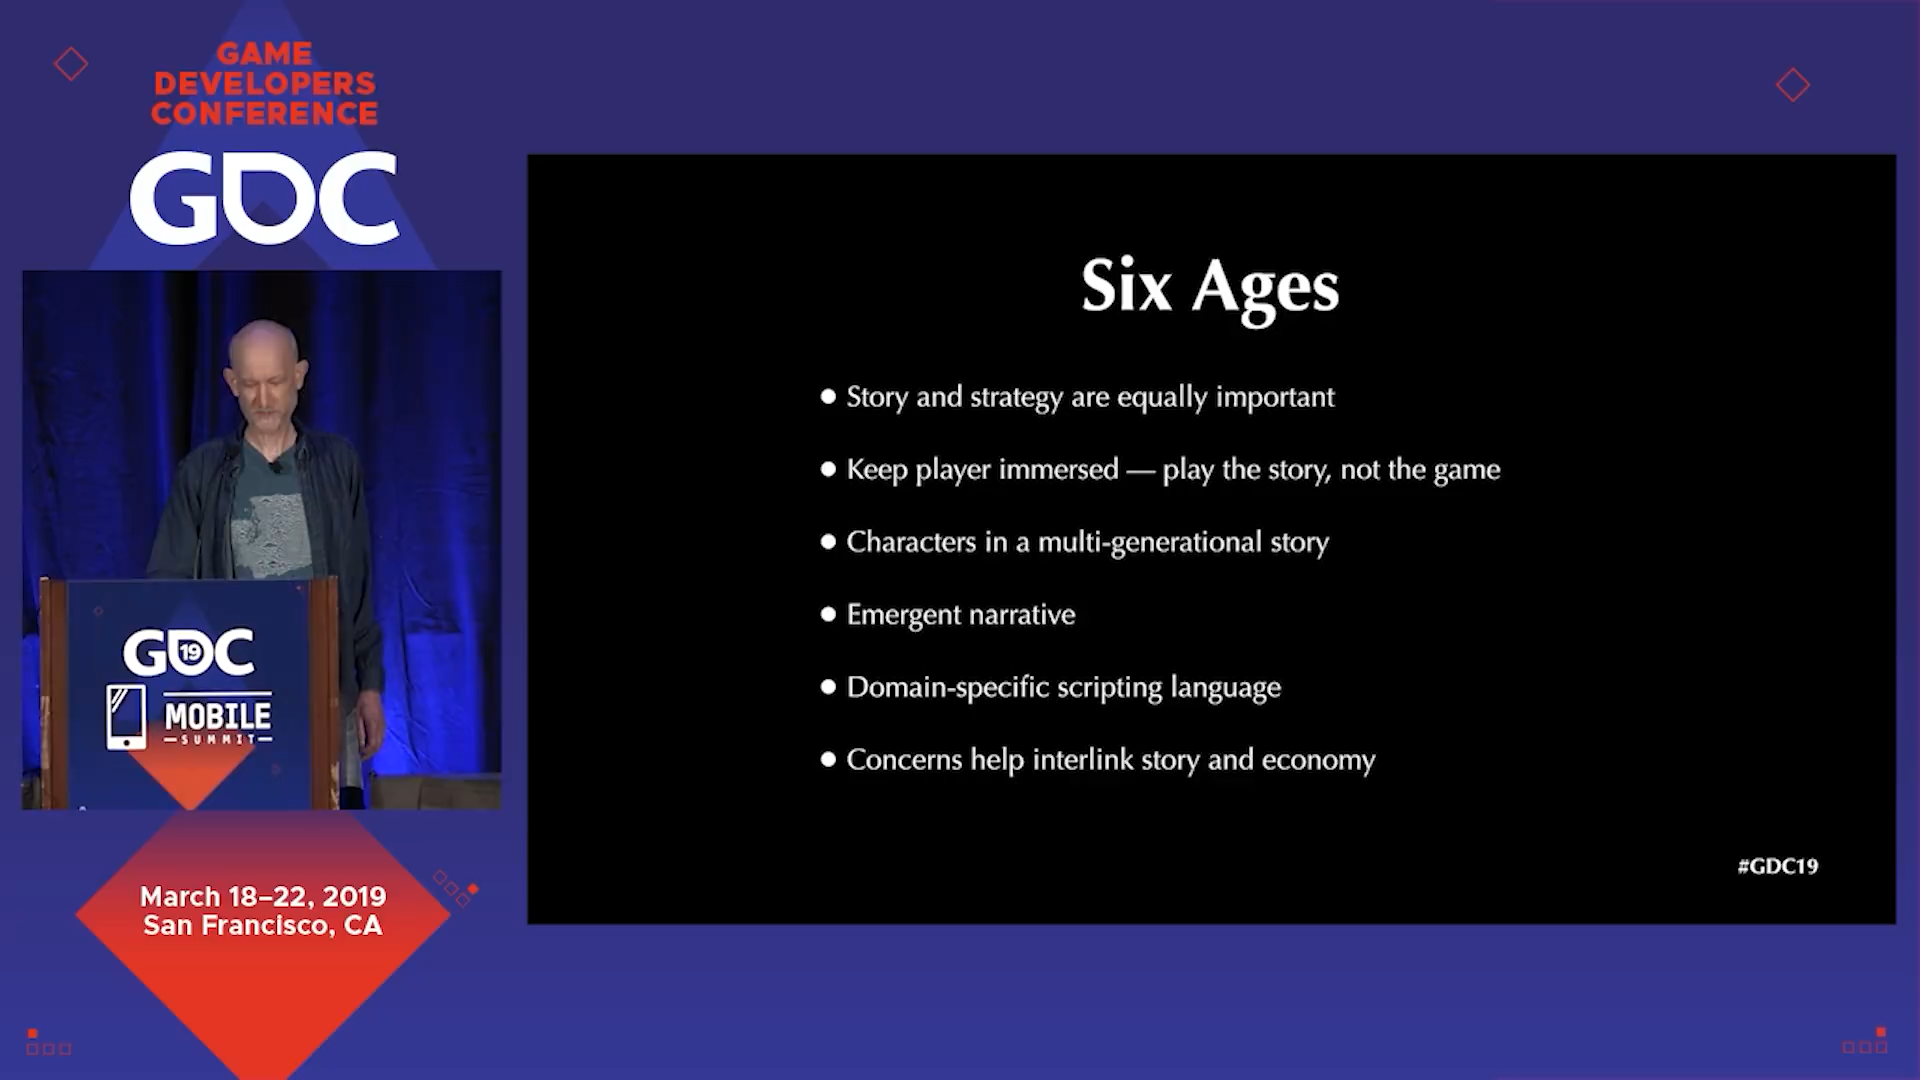 GAME
DEVELOPERS
CONFERENCE
GDC
GDC
19
MOBILE
SUMMIT
March 18–22, 2019
San Francisco, CA
Six Ages
Story and strategy are equally important
Keep player immersed — play the story, not the game
Characters in a multi-generational story
Emergent narrative
Domain-specific scripting language
Concerns help interlink story and economy
#GDC19